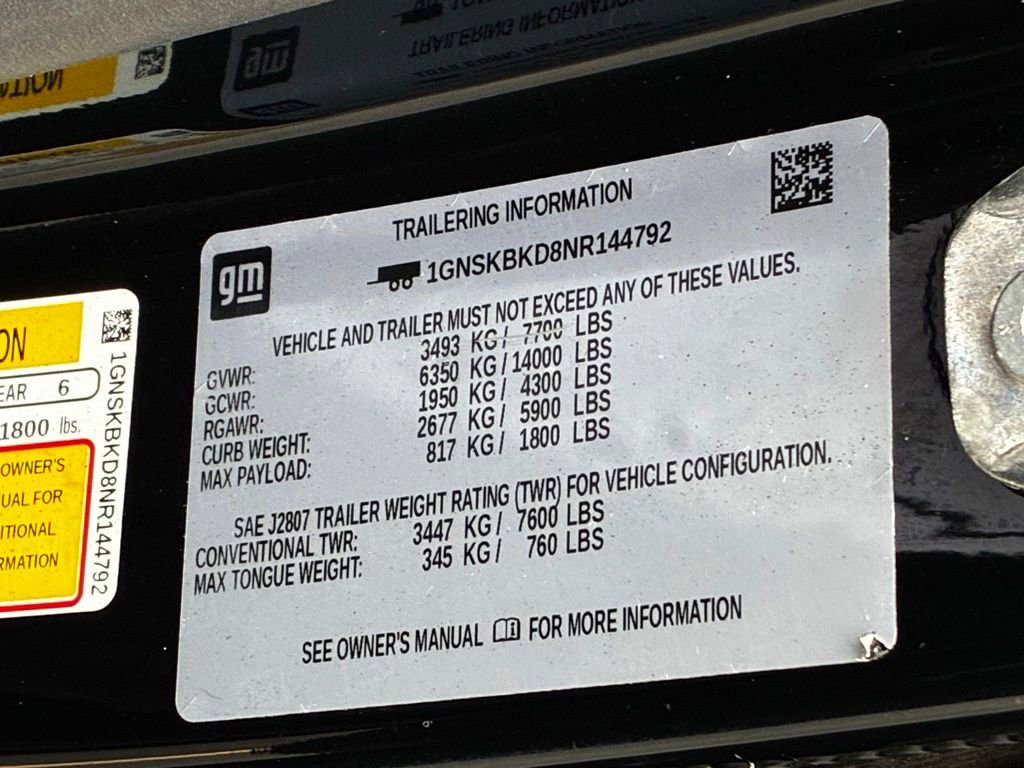 TRAILERING INFORMATION
gm
1GNSKBKD8NR144792
VEHICLE AND TRAILER MUST NOT EXCEED ANY OF THESE VALUES.
GVWR: 3493 KG / 7700 LBS
GCWR: 6350 KG / 14000 LBS
RGAWR: 1950 KG / 4300 LBS
CURB WEIGHT: 2677 KG / 5900 LBS
MAX PAYLOAD: 817 KG / 1800 LBS
SAE J2807 TRAILER WEIGHT RATING (TWR) FOR VEHICLE CONFIGURATION.
CONVENTIONAL TWR: 3447 KG / 7600 LBS
MAX TONGUE WEIGHT: 345 KG / 760 LBS
SEE OWNER'S MANUAL FOR MORE INFORMATION
ON
EAR 6
1800 lbs.
OWNER'S
UAL FOR
ITIONAL
RMATION
1GNSKBKD8NR144792